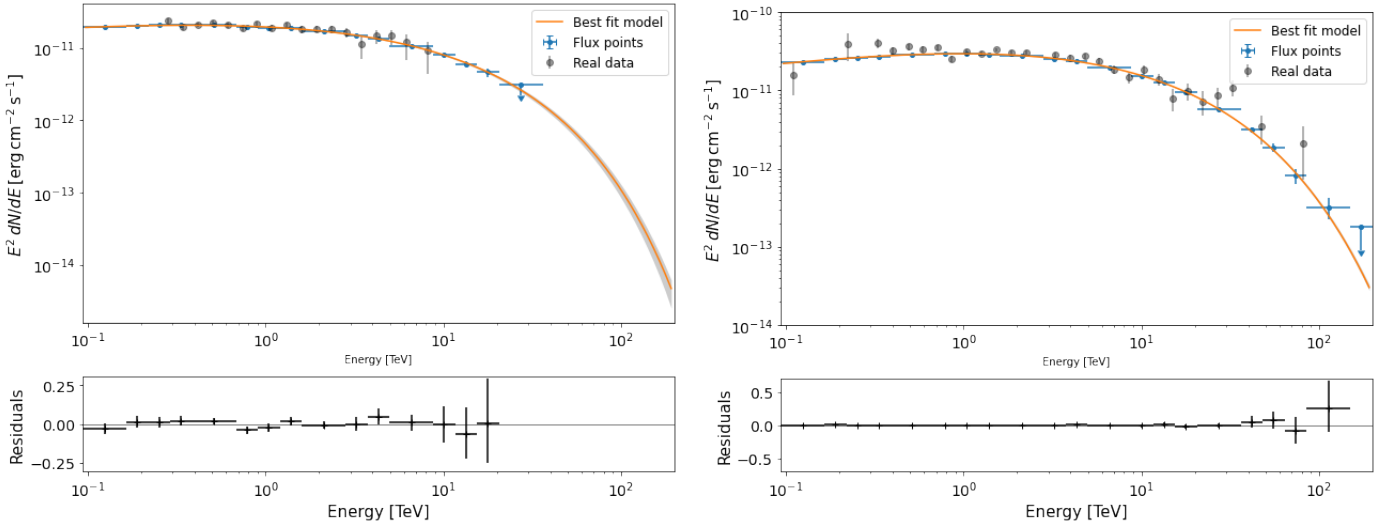 10⁻¹¹
10⁻¹²
10⁻¹³
10⁻¹⁴
E² dN/dE [erg cm⁻² s⁻¹]
Best fit model
Flux points
Real data
10⁻¹ 10⁰ 10¹ 10²
Energy [TeV]
0.25
0.00
−0.25
Residuals
10⁻¹ 10⁰ 10¹ 10²
Energy [TeV]
10⁻¹⁰
10⁻¹¹
10⁻¹²
10⁻¹³
10⁻¹⁴
E² dN/dE [erg cm⁻² s⁻¹]
Best fit model
Flux points
Real data
10⁻¹ 10⁰ 10¹ 10²
Energy [TeV]
0.5
0.0
−0.5
Residuals
10⁻¹ 10⁰ 10¹ 10²
Energy [TeV]